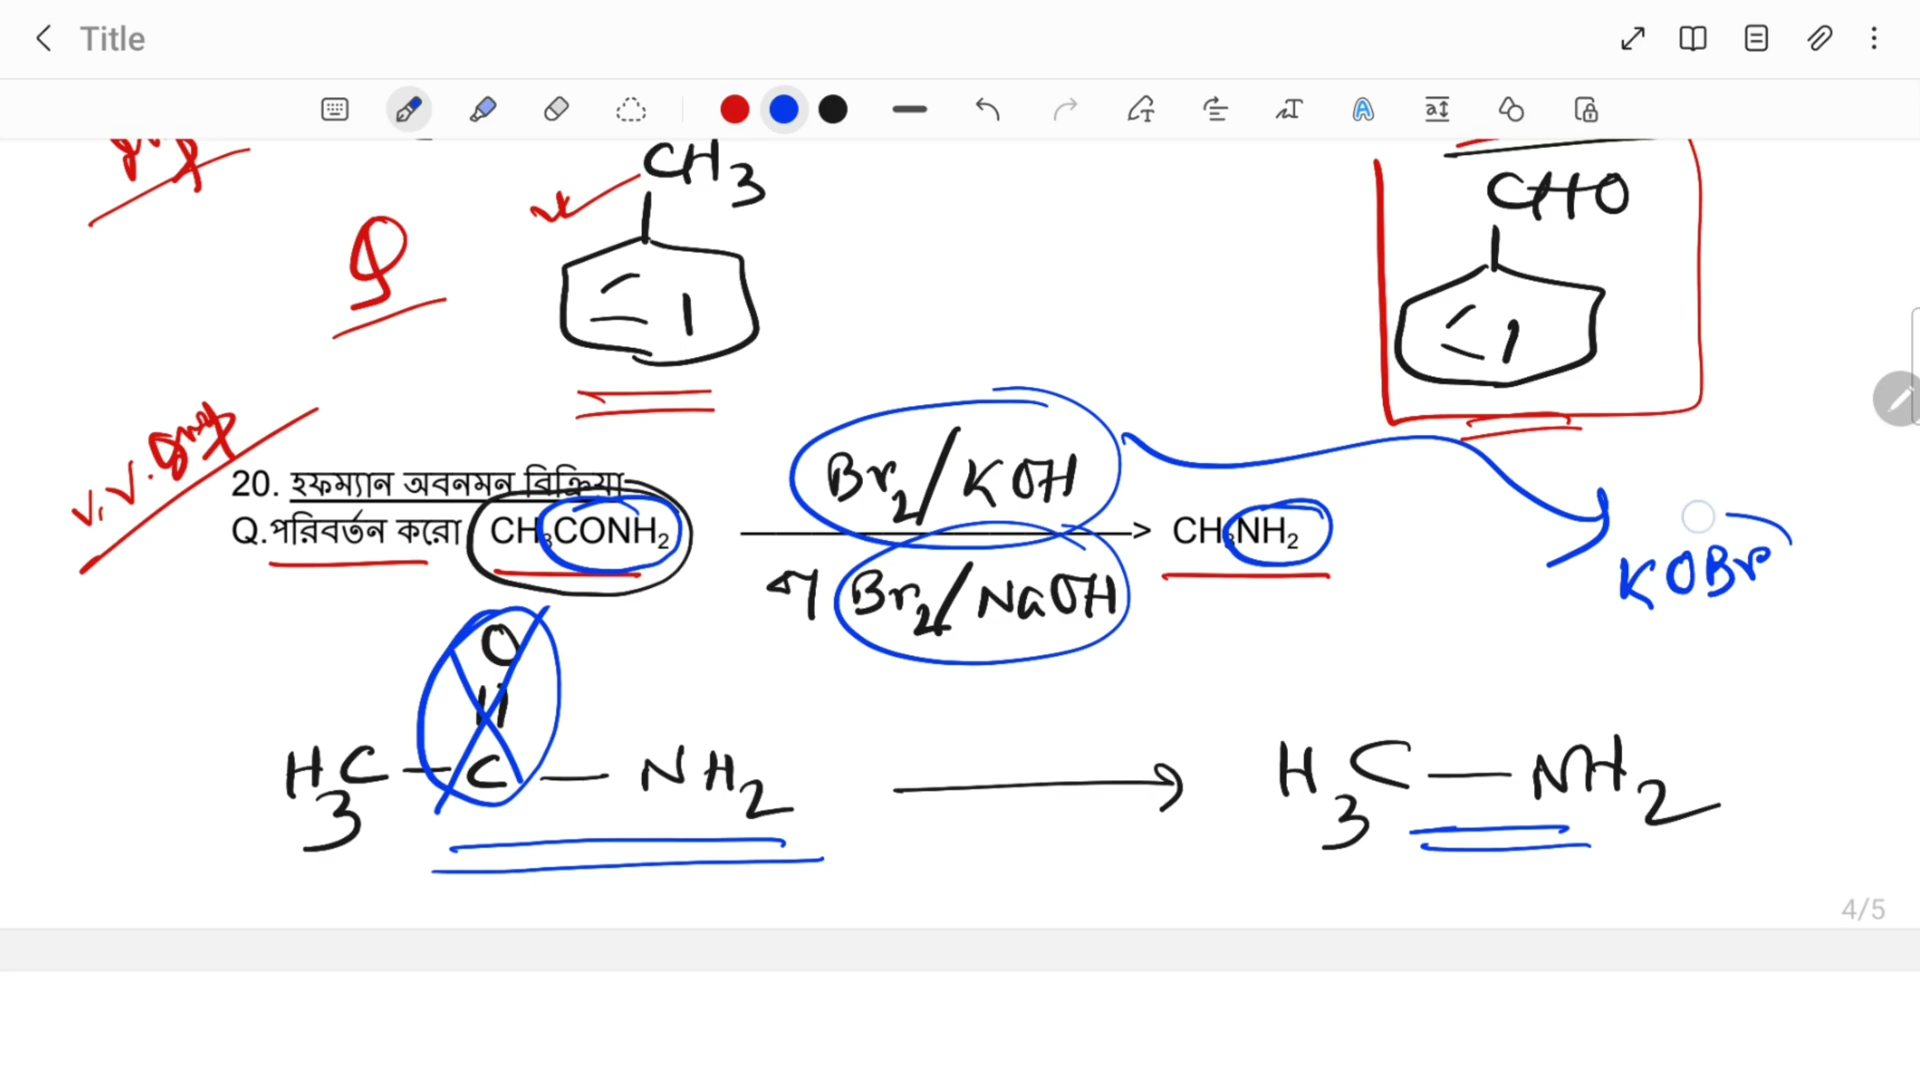 Title
CH3
CHO
V.V.Imp
Br2/KOH
20. হফম্যান অবনমন বিক্রিয়া
Q.পরিবর্তন করো CH₃CONH₂ > CH₃NH₂
KOBr
বা Br2/NaOH
O
H3C-C-NH2 → H3C-NH2
4/5